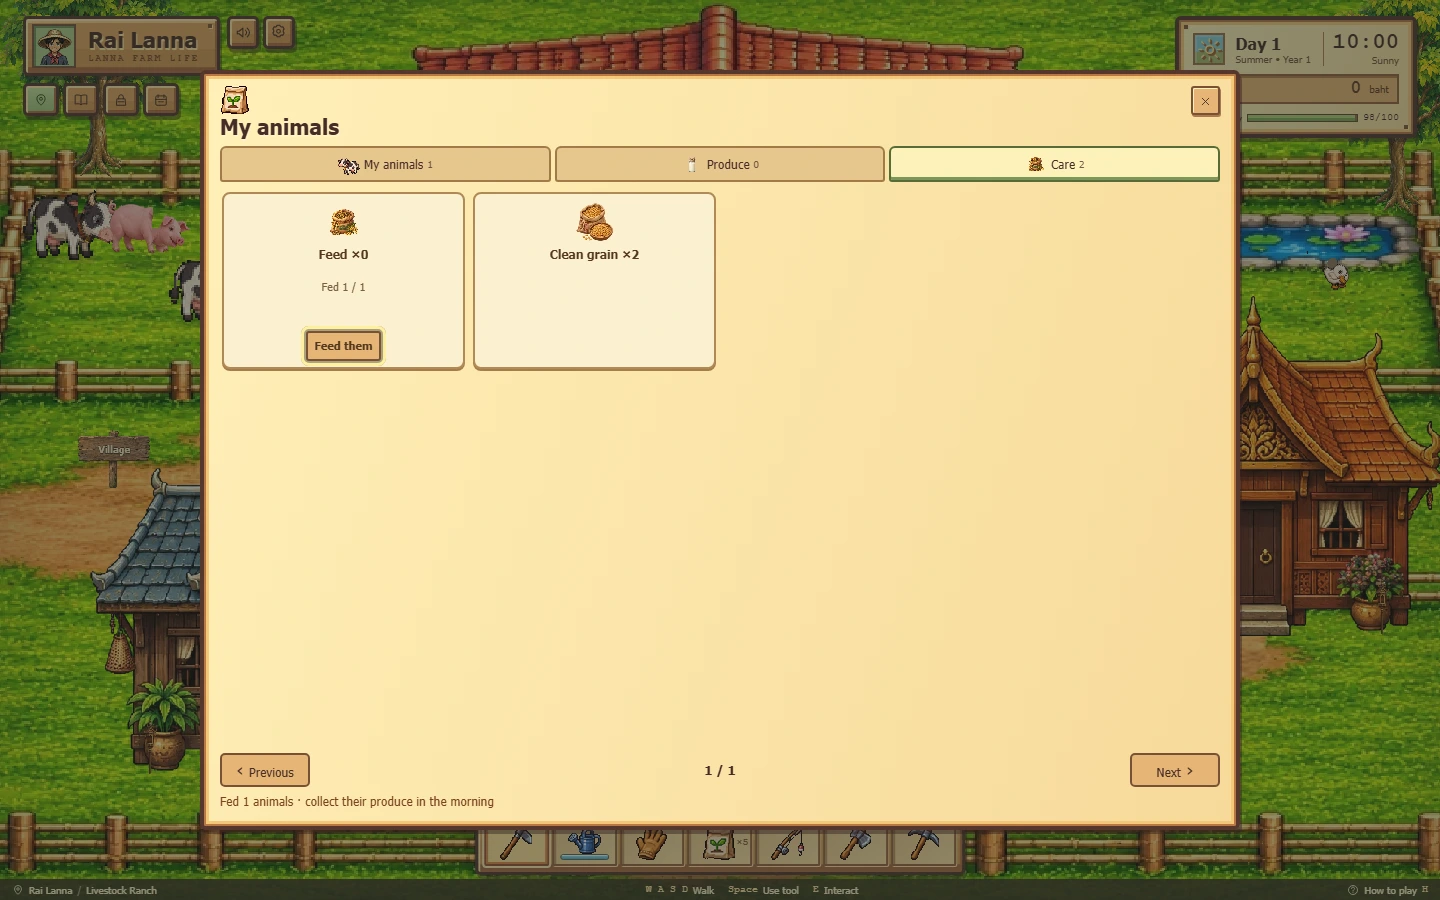 Rai Lanna
LANNA FARM LIFE
Day 1
Summer • Year 1
10:00
Sunny
0 baht
98/100
My animals
×
My animals 1
Produce 0
Care 2
Feed ×0
Fed 1 / 1
Feed them
Clean grain ×2
Village
‹ Previous
1 / 1
Next ›
Fed 1 animals · collect their produce in the morning
×5
Rai Lanna / Livestock Ranch
W A S D Walk
Space Use tool
E Interact
How to play H